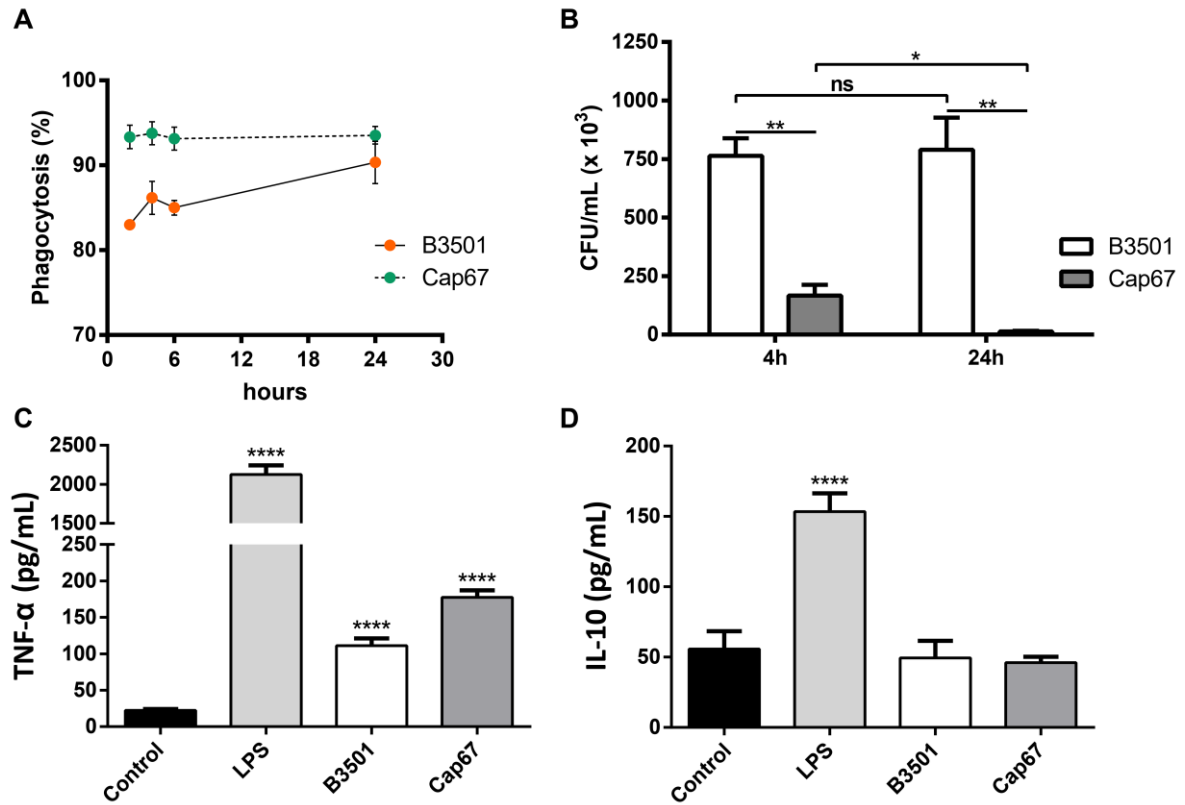 A
Phagocytosis (%)
100
90
80
70
0 6 12 18 24 30
hours
B3501
Cap67
B
CFU/mL (x 10³)
1250
1000
750
500
250
0
*
ns
**
**
4h 24h
B3501
Cap67
C
TNF-α (pg/mL)
2500
2000
1500
250
200
150
100
50
0
****
****
****
Control LPS B3501 Cap67
D
IL-10 (pg/mL)
200
150
100
50
0
****
Control LPS B3501 Cap67